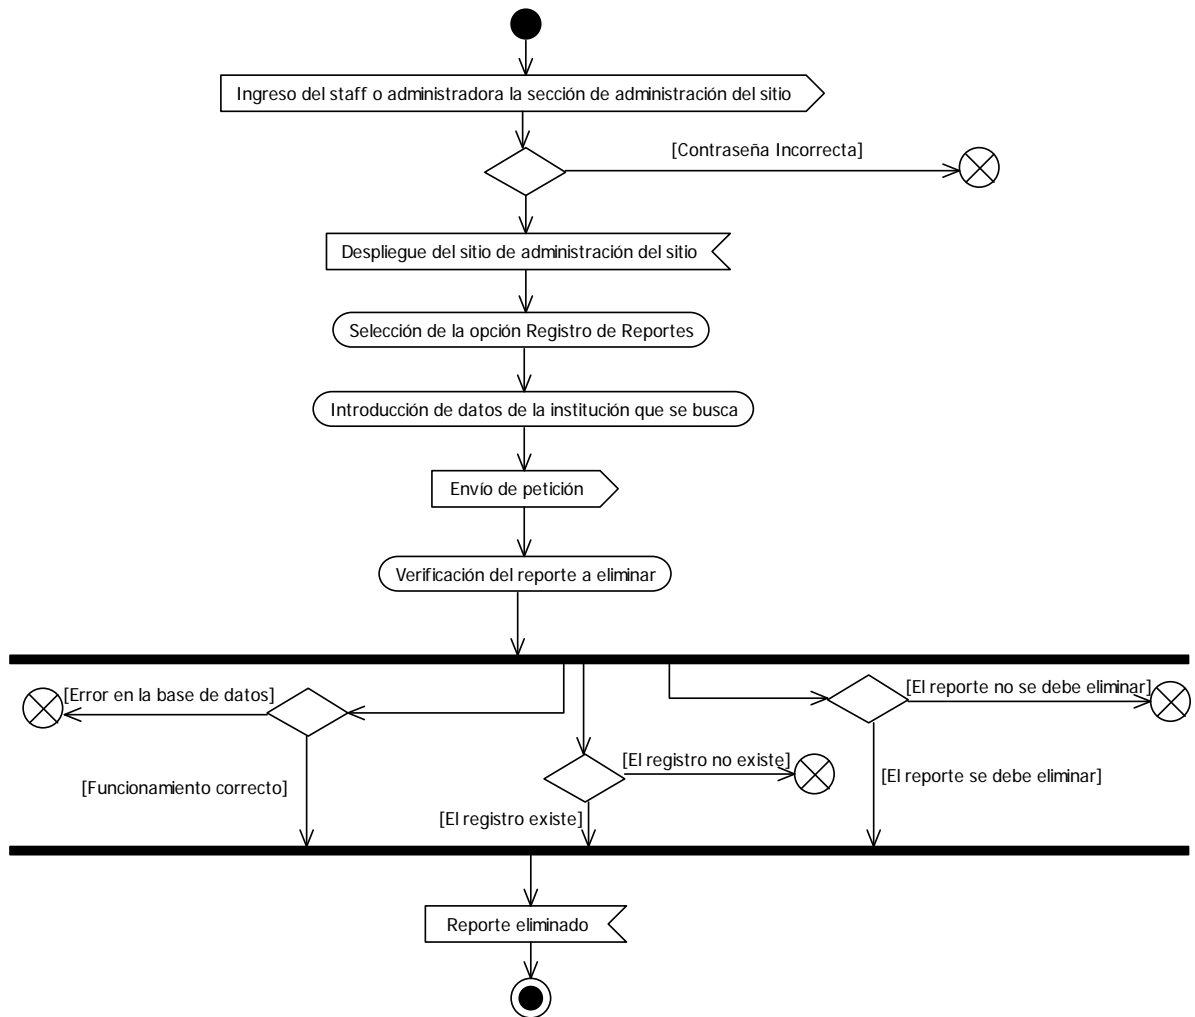 Ingreso del staff o administradora la sección de administración del sitio
[Contraseña Incorrecta]
Despliegue del sitio de administración del sitio
Selección de la opción Registro de Reportes
Introducción de datos de la institución que se busca
Envío de petición
Verificación del reporte a eliminar
[Error en la base de datos]
[El reporte no se debe eliminar]
[El registro no existe]
[El reporte se debe eliminar]
[Funcionamiento correcto]
[El registro existe]
Reporte eliminado